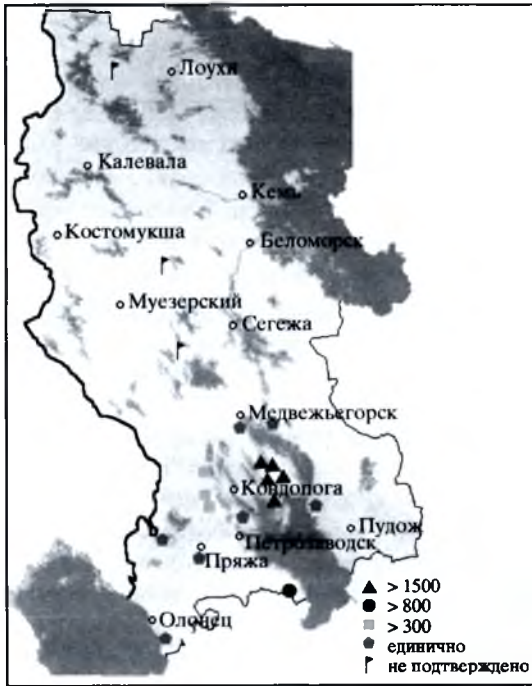 Лоухи
Калевала
Кемь
Костомукша
Беломорск
Муезерский
Сегежа
Медвежьегорск
Кондопога
Пудож
Петрозаводск
Пряжа
Олонец
> 1500
> 800
> 300
единично
не подтверждено